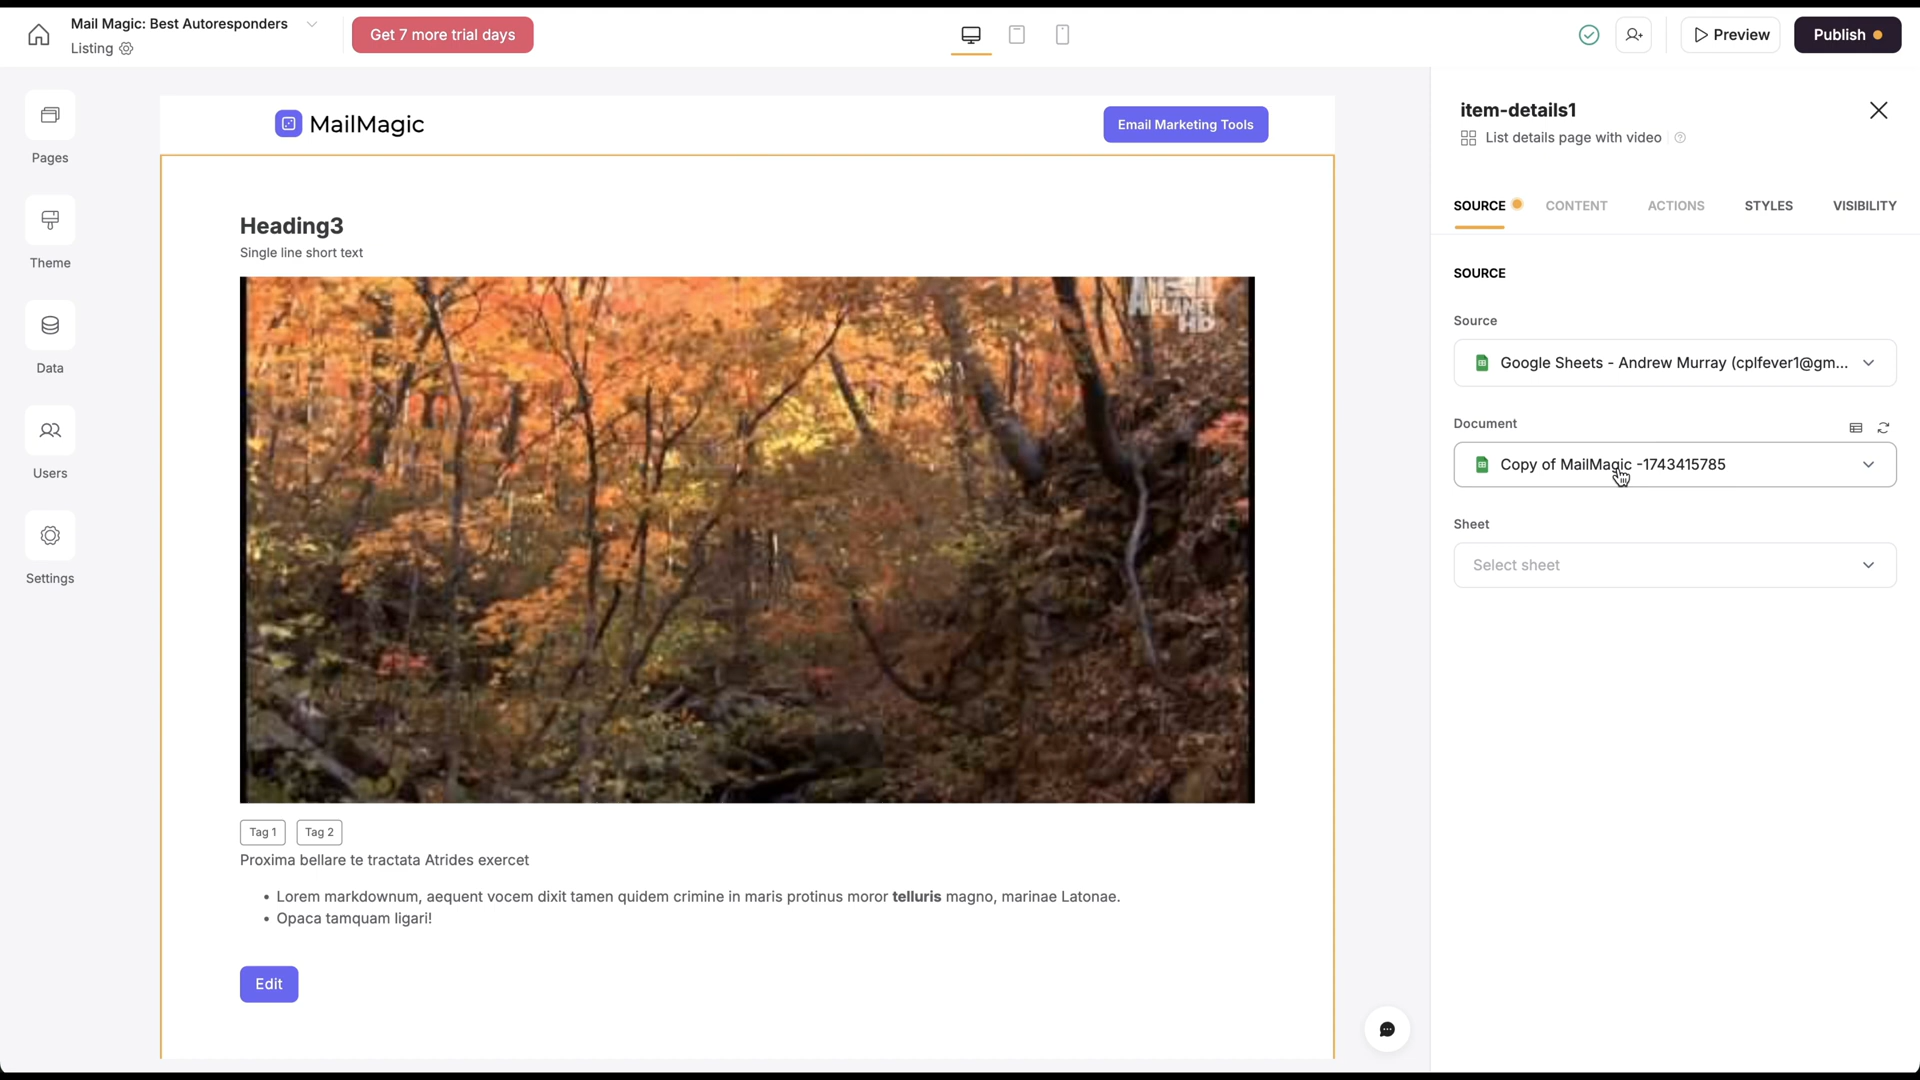 Mail Magic: Best Autoresponders
Listing
Get 7 more trial days
Preview
Publish
Pages
Theme
Data
Users
Settings
MailMagic
Email Marketing Tools
Heading3
Single line short text
PLANET
HD
Tag 1
Tag 2
Proxima bellare te tractata Atrides exercet
• Lorem markdownum, aequent vocem dixit tamen quidem crimine in maris protinus moror telluris magno, marinae Latonae.
• Opaca tamquam ligari!
Edit
item-details1
List details page with video
SOURCE
CONTENT
ACTIONS
STYLES
VISIBILITY
SOURCE
Source
Google Sheets - Andrew Murray (cplfever1@gm...
Document
Copy of MailMagic -1743415785
Sheet
Select sheet